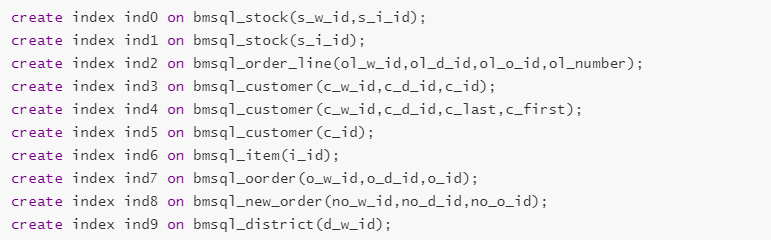 create index ind0 on bmsql_stock(s_w_id,s_i_id);
create index ind1 on bmsql_stock(s_i_id);
create index ind2 on bmsql_order_line(ol_w_id,ol_d_id,ol_o_id,ol_number);
create index ind3 on bmsql_customer(c_w_id,c_d_id,c_id);
create index ind4 on bmsql_customer(c_w_id,c_d_id,c_last,c_first);
create index ind5 on bmsql_customer(c_id);
create index ind6 on bmsql_item(i_id);
create index ind7 on bmsql_oorder(o_w_id,o_d_id,o_id);
create index ind8 on bmsql_new_order(no_w_id,no_d_id,no_o_id);
create index ind9 on bmsql_district(d_w_id);